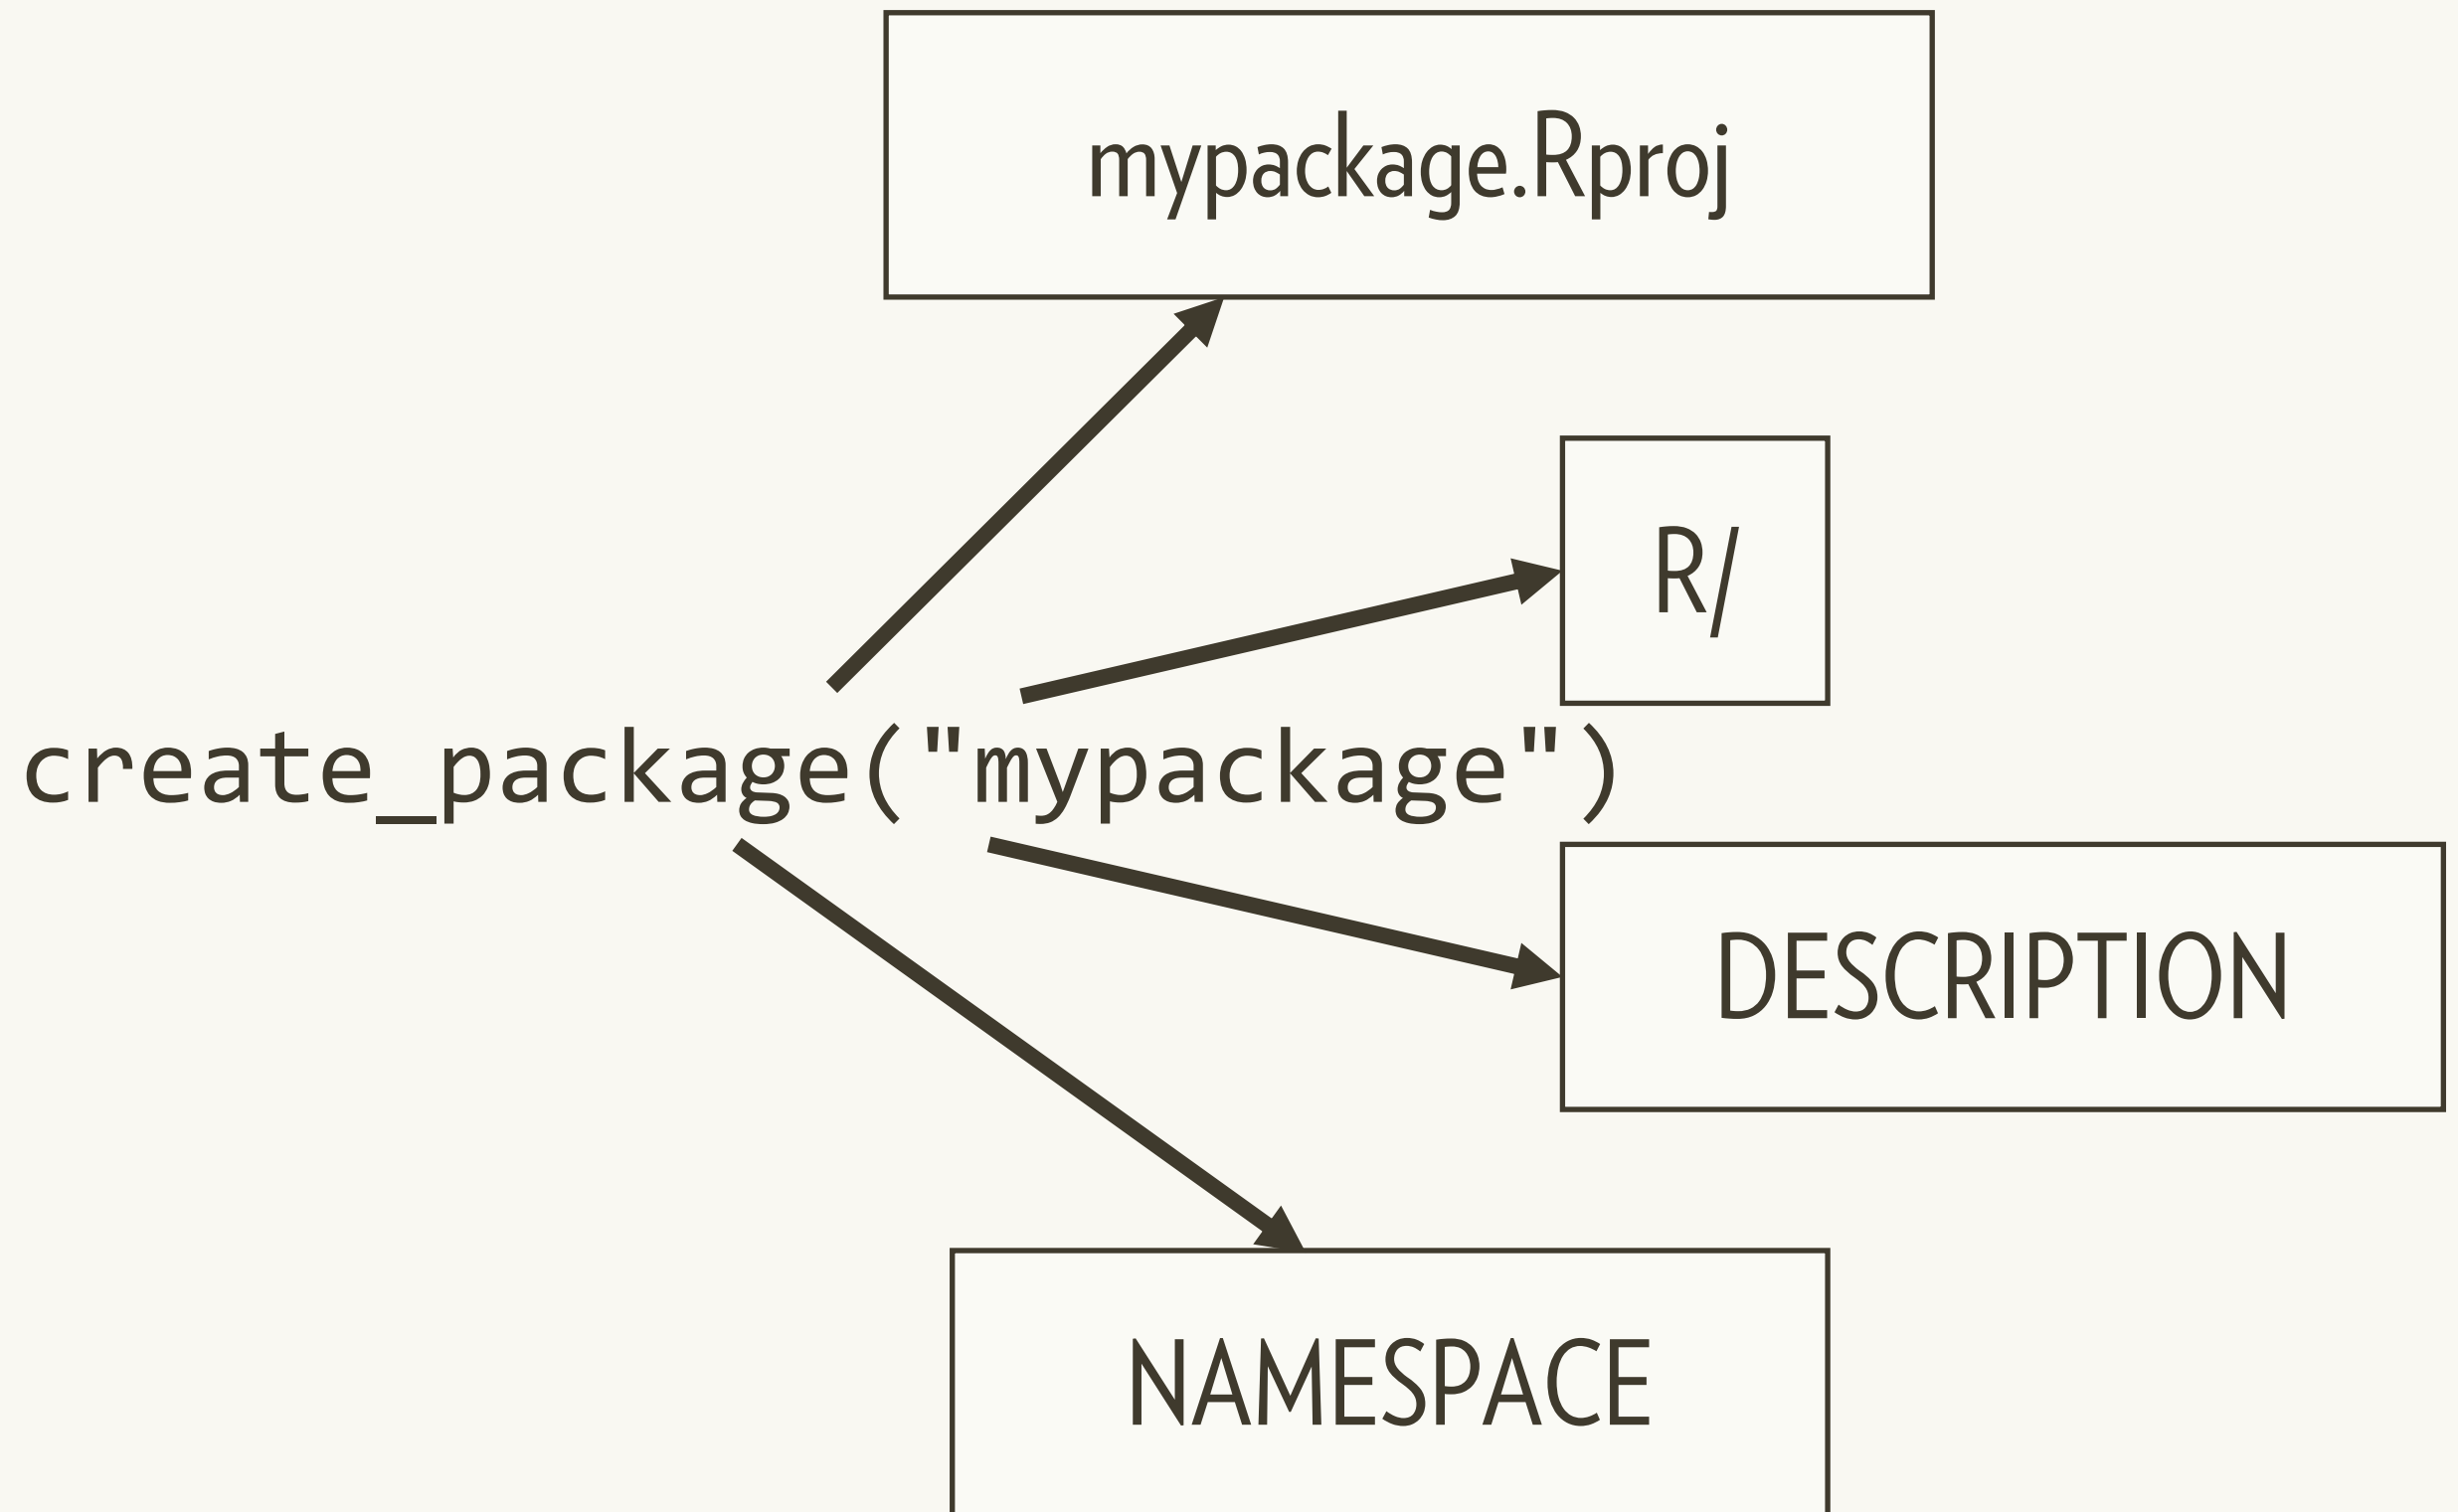 mypackage.Rproj
R/
create_package("mypackage")
DESCRIPTION
NAMESPACE